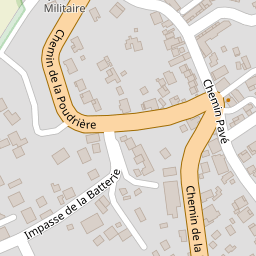 Militaire
Chemin de la Poudrière
Chemin Pavé
Impasse de la Batterie
Chemin de la